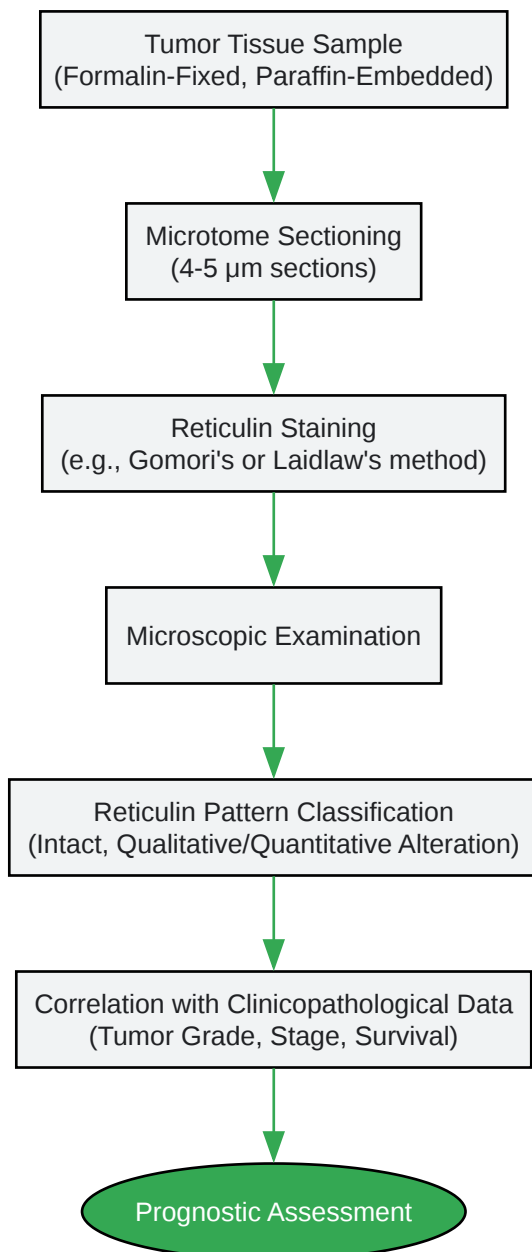 Tumor Tissue Sample
(Formalin-Fixed, Paraffin-Embedded)
Microtome Sectioning
(4-5 µm sections)
Reticulin Staining
(e.g., Gomori's or Laidlaw's method)
Microscopic Examination
Reticulin Pattern Classification
(Intact, Qualitative/Quantitative Alteration)
Correlation with Clinicopathological Data
(Tumor Grade, Stage, Survival)
Prognostic Assessment